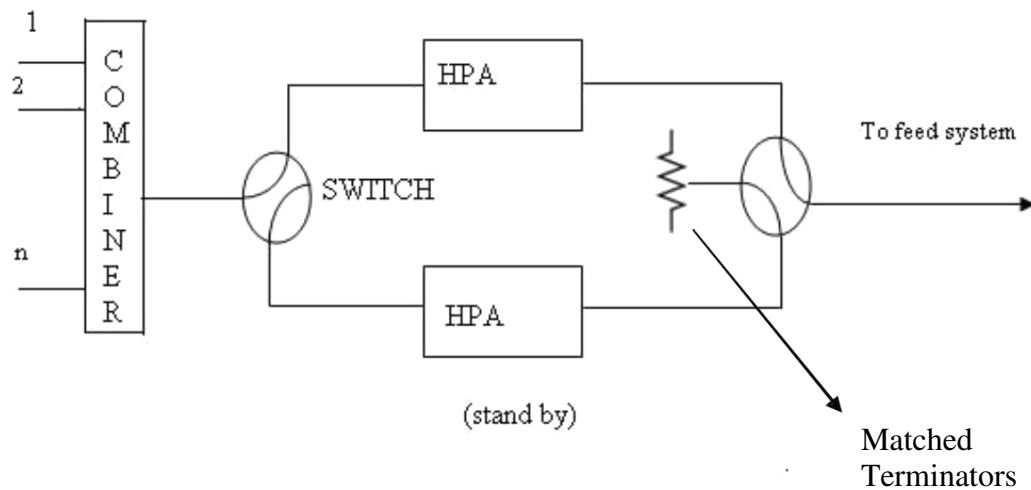 1
2
n
C
O
M
B
I
N
E
R
SWITCH
HPA
HPA
(stand by)
To feed system
Matched
Terminators